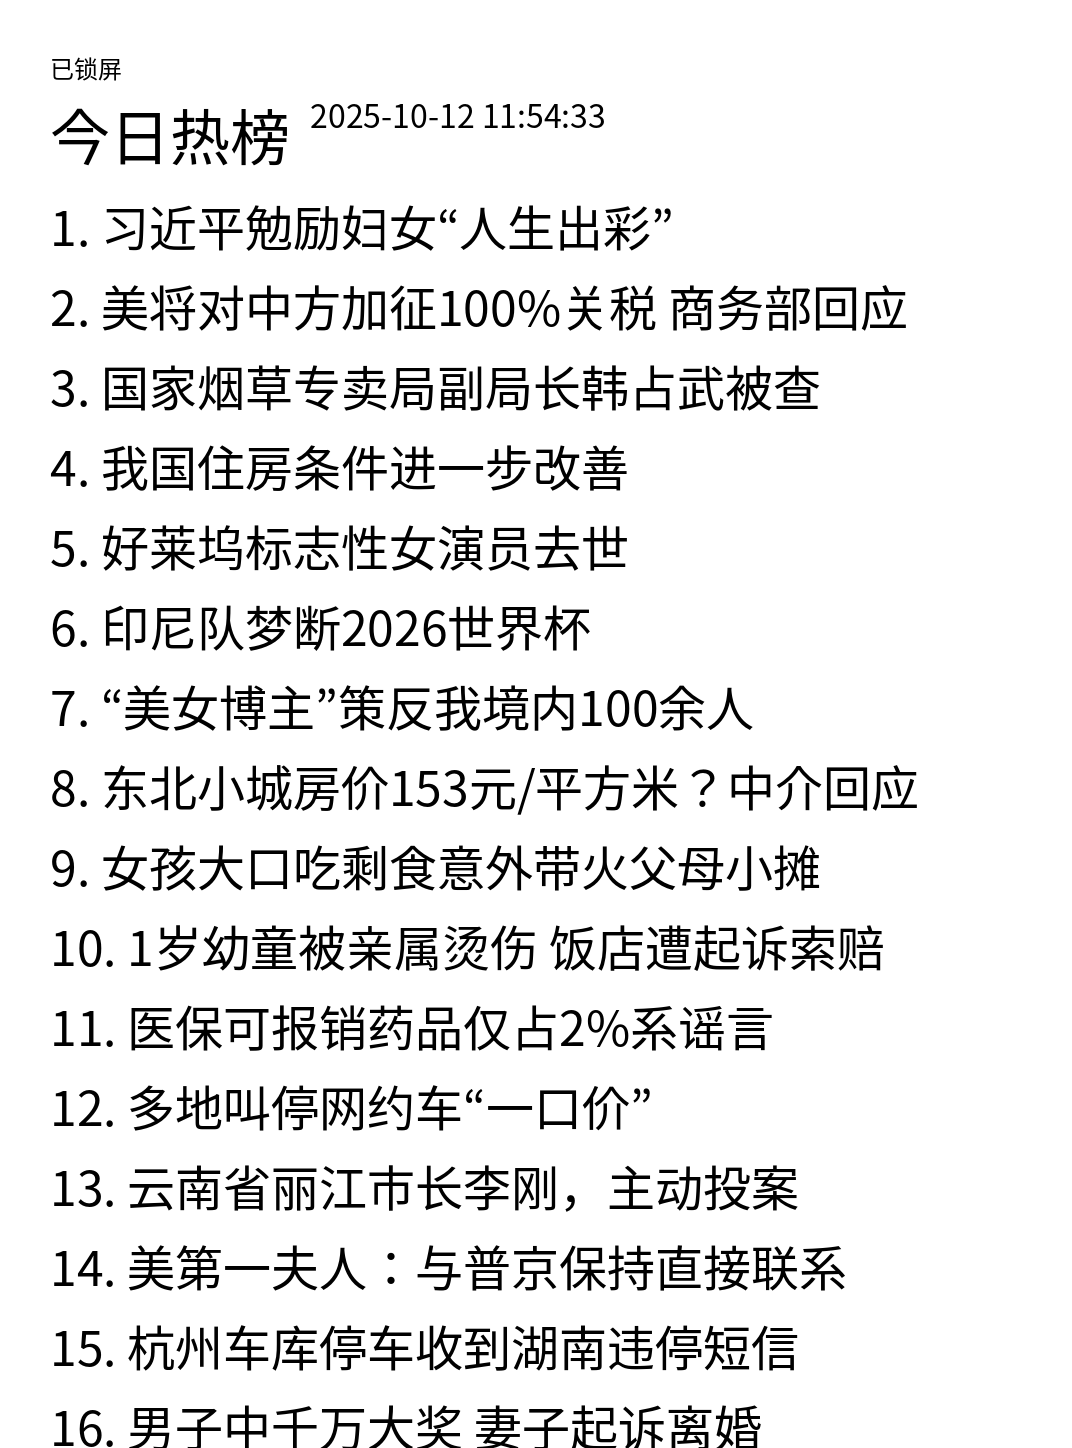 已锁屏
今日热榜 2025-10-12 11:54:33
1. 习近平勉励妇女“人生出彩”
2. 美将对中方加征100%关税 商务部回应
3. 国家烟草专卖局副局长韩占武被查
4. 我国住房条件进一步改善
5. 好莱坞标志性女演员去世
6. 印尼队梦断2026世界杯
7. “美女博主”策反我境内100余人
8. 东北小城房价153元/平方米？中介回应
9. 女孩大口吃剩食意外带火父母小摊
10. 1岁幼童被亲属烫伤 饭店遭起诉索赔
11. 医保可报销药品仅占2%系谣言
12. 多地叫停网约车“一口价”
13. 云南省丽江市长李刚，主动投案
14. 美第一夫人：与普京保持直接联系
15. 杭州车库停车收到湖南违停短信
16. 男子中千万大奖 妻子起诉离婚